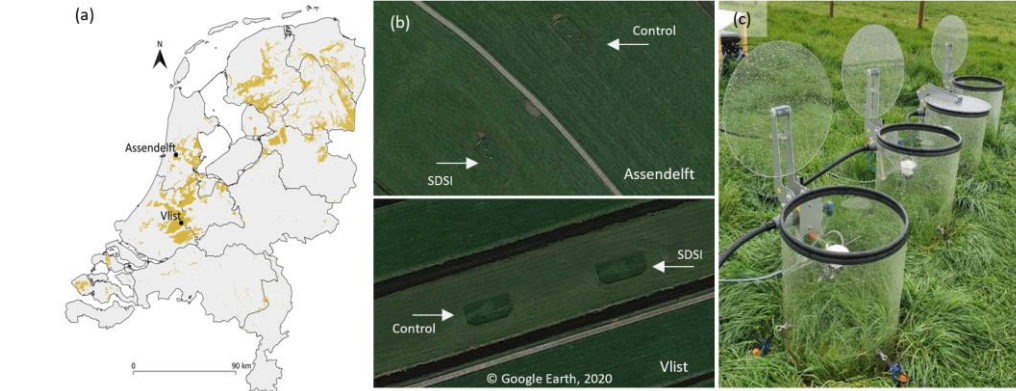 (a)
N
Assendelft
Vlist
0
90 km
(b)
Control
SDSI
Assendelft
SDSI
Control
Vlist
© Google Earth, 2020
(c)